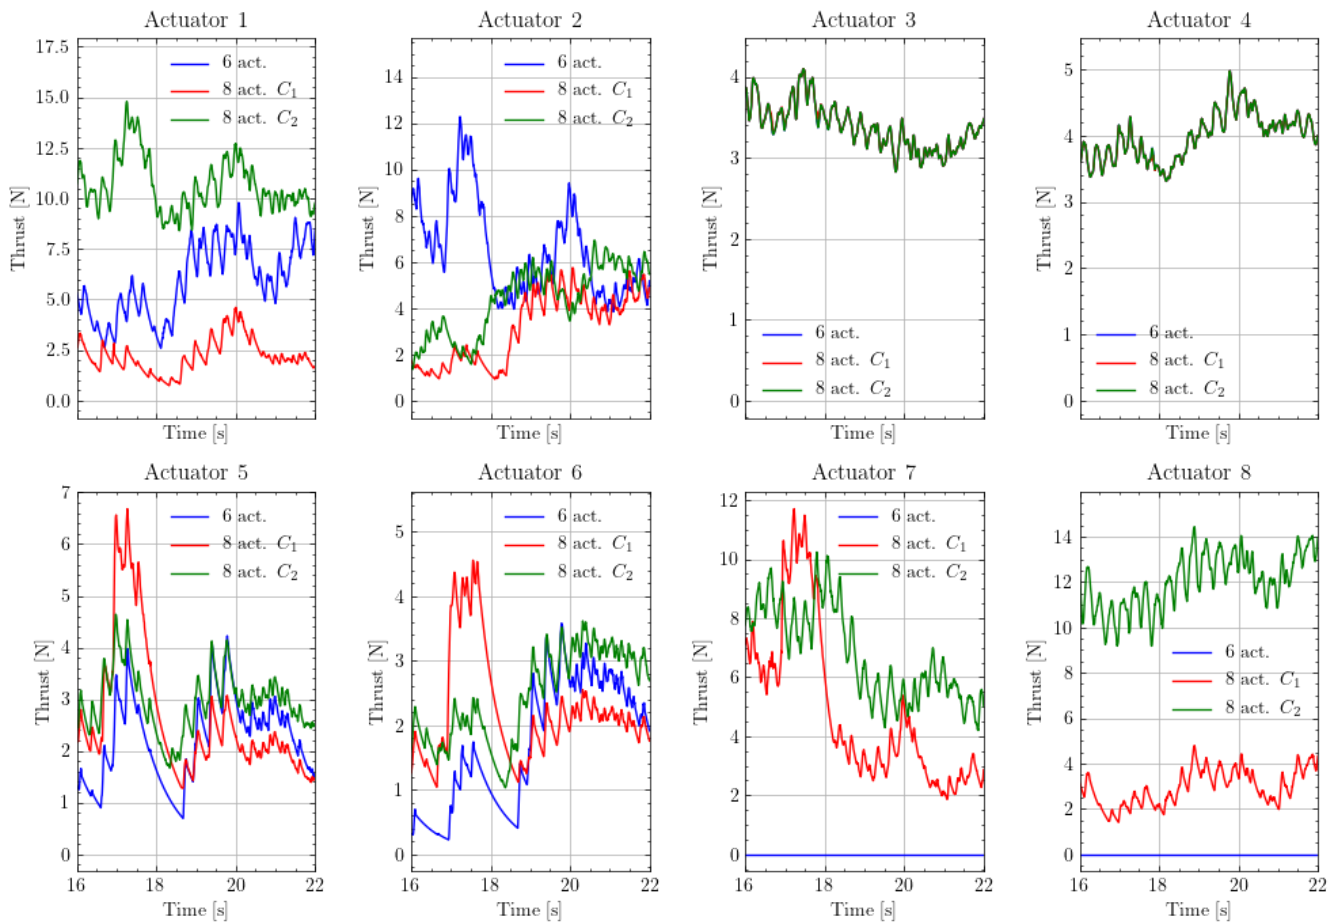 Actuator 1
Thrust [N]
17.5
15.0
12.5
10.0
7.5
5.0
2.5
0.0
6 act.
8 act. C₁
8 act. C₂
Time [s]
Actuator 2
Thrust [N]
14
12
10
8
6
4
2
0
6 act.
8 act. C₁
8 act. C₂
Time [s]
Actuator 3
Thrust [N]
4
3
2
1
0
6 act.
8 act. C₁
8 act. C₂
Time [s]
Actuator 4
Thrust [N]
5
4
3
2
1
0
6 act.
8 act. C₁
8 act. C₂
Time [s]
Actuator 5
Thrust [N]
7
6
5
4
3
2
1
0
6 act.
8 act. C₁
8 act. C₂
16 18 20 22
Time [s]
Actuator 6
Thrust [N]
5
4
3
2
1
0
6 act.
8 act. C₁
8 act. C₂
16 18 20 22
Time [s]
Actuator 7
Thrust [N]
12
10
8
6
4
2
0
6 act.
8 act. C₁
8 act. C₂
16 18 20 22
Time [s]
Actuator 8
Thrust [N]
14
12
10
8
6
4
2
0
6 act.
8 act. C₁
8 act. C₂
16 18 20 22
Time [s]